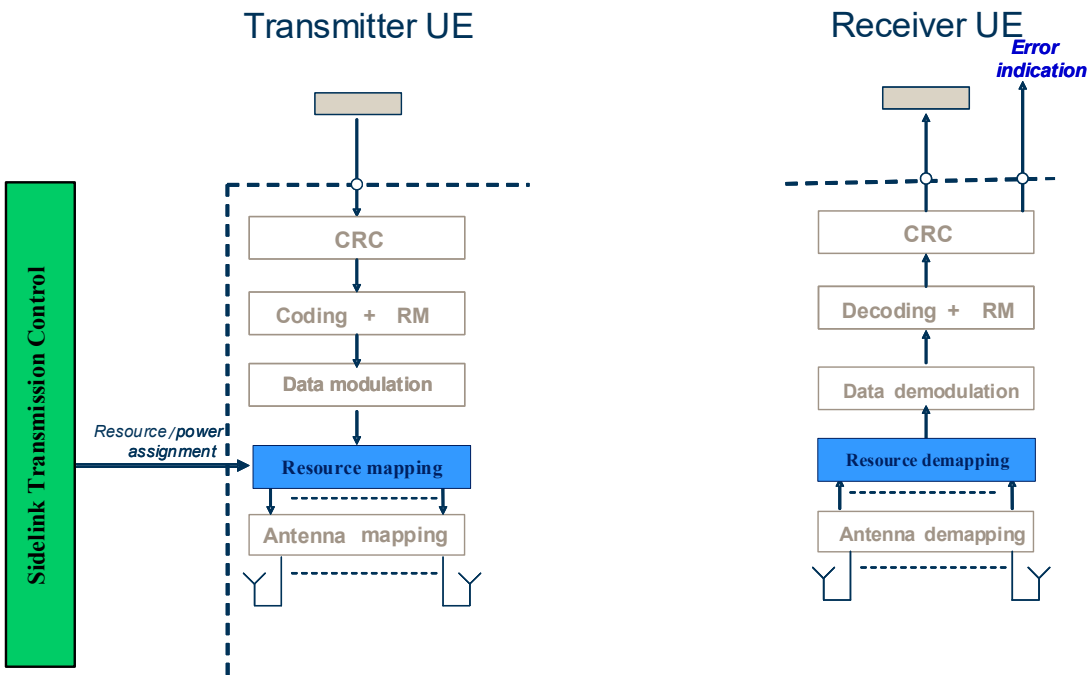 Transmitter UE
Receiver UE
Error
indication
CRC
Coding + RM
Data modulation
Resource/power
assignment
Resource mapping
Antenna mapping
Sidelink Transmission Control
CRC
Decoding + RM
Data demodulation
Resource demapping
Antenna demapping